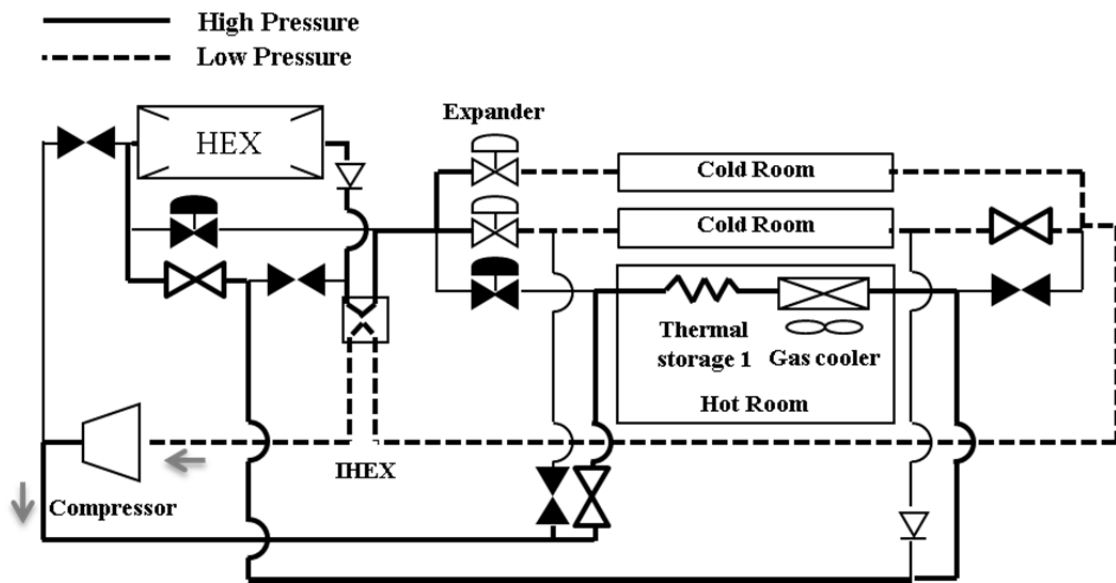 High Pressure
Low Pressure
Expander
HEX
Cold Room
Cold Room
Thermal
storage 1
Gas cooler
Hot Room
IHEX
Compressor